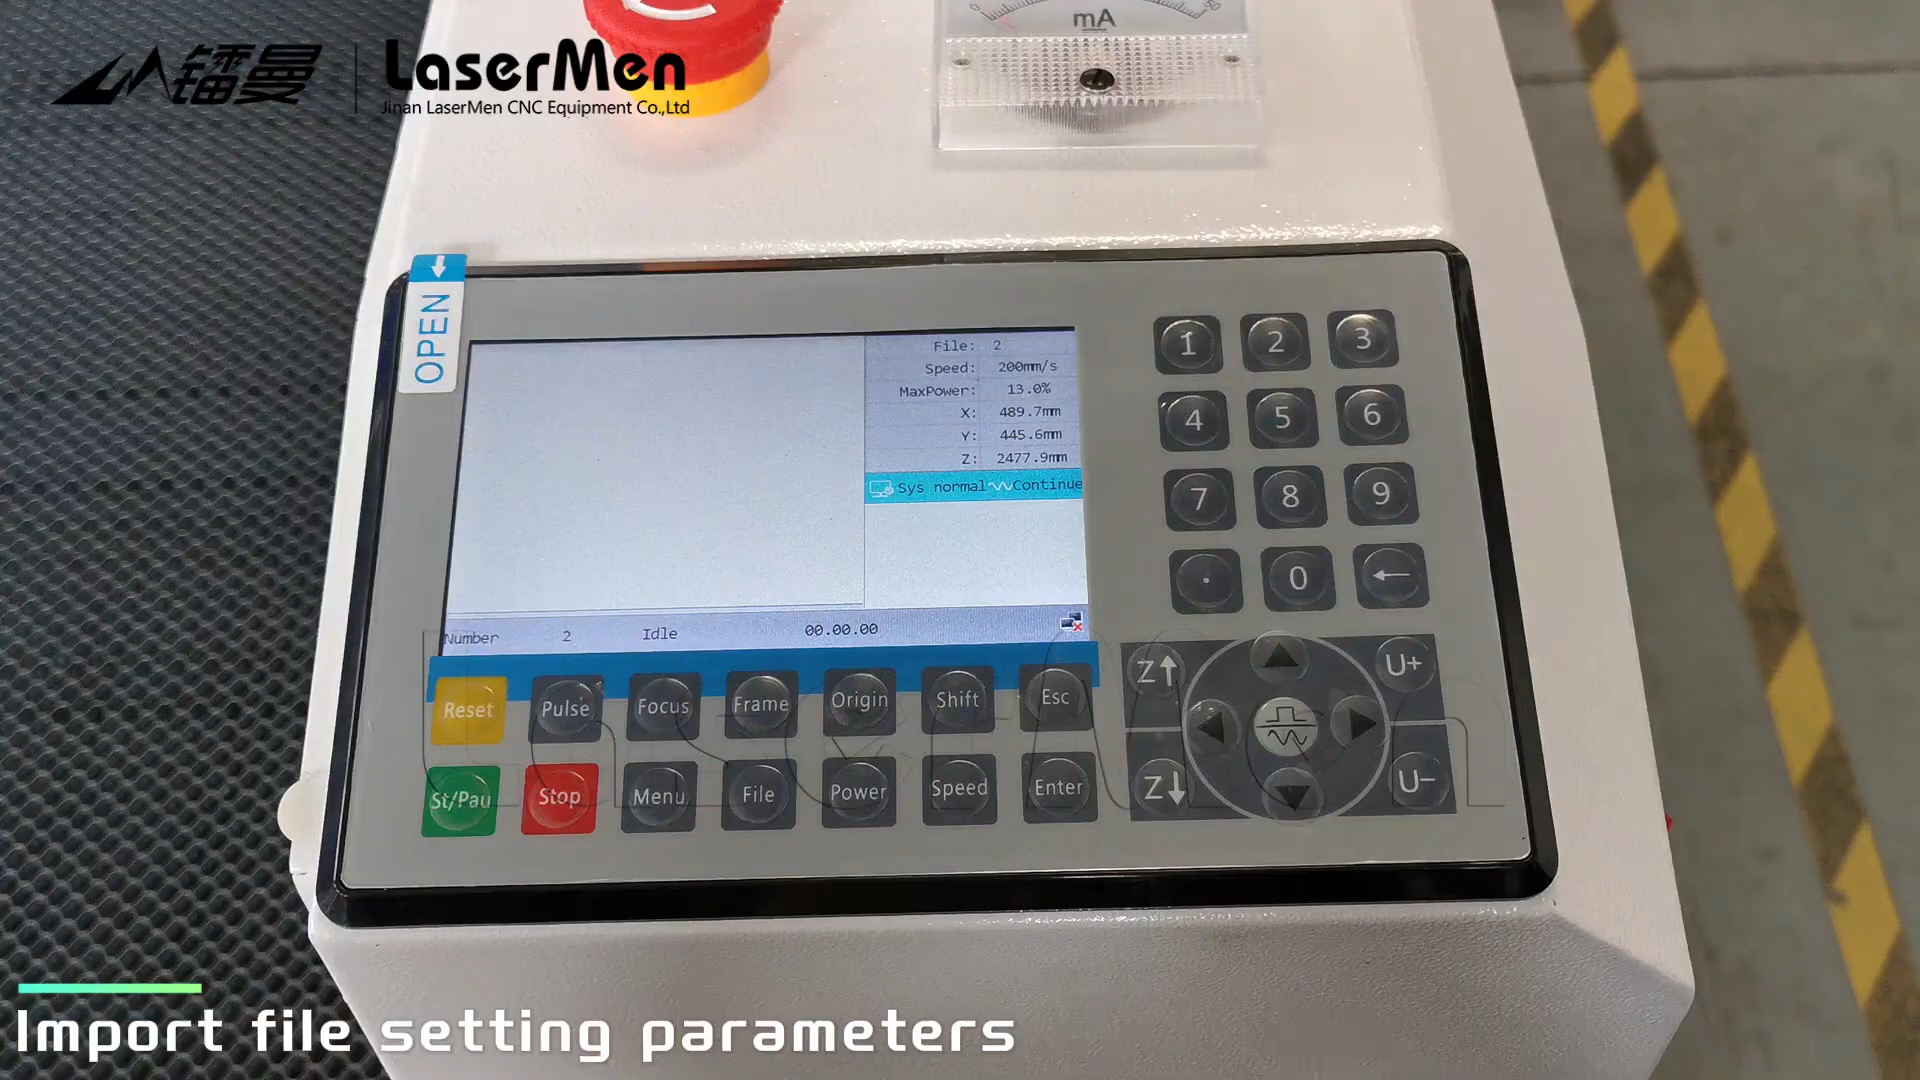 镭曼
LaserMen
Jinan LaserMen CNC Equipment Co.,Ltd
0
50
mA
OPEN
File: 2
Speed: 200mm/s
MaxPower: 13.0%
X: 489.7mm
Y: 445.6mm
Z: 2477.9mm
Sys normal Continue
Number 2 Idle 00.00.00
1 2 3
4 5 6
7 8 9
. 0 ←
Reset Pulse Focus Frame Origin Shift Esc
St/Pau Stop Menu File Power Speed Enter
Z↑ U+
Z↓ U-
LaserMen
Import file setting parameters